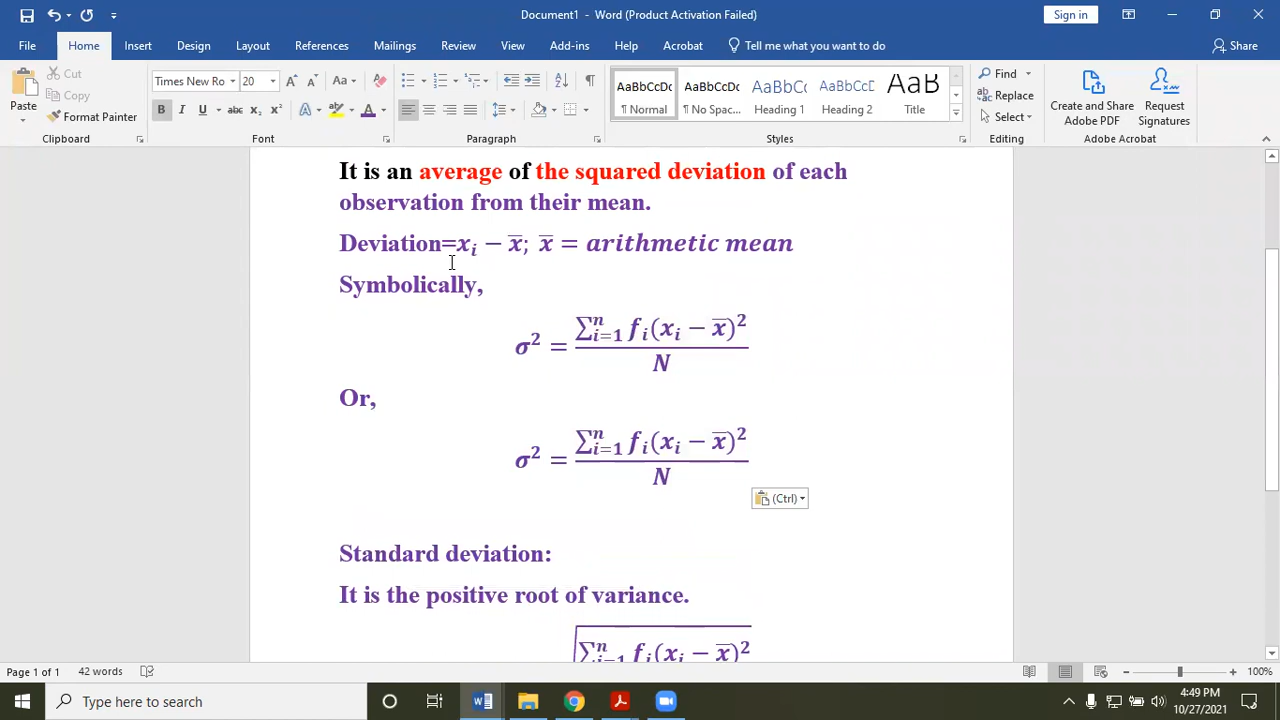 Document1 - Word (Product Activation Failed)
Sign in
File Home Insert Design Layout References Mailings Review View Add-ins Help Acrobat Tell me what you want to do Share
Paste
Cut
Copy
Format Painter
Clipboard
Times New Ro 20
Font
Paragraph
AaBbCcDc AaBbCcDc AaBbCc AaBbCcD AaB
¶ Normal ¶ No Spac... Heading 1 Heading 2 Title
Styles
Find
Replace
Select
Editing
Create and Share Adobe PDF
Request Signatures
Adobe Acrobat
It is an average of the squared deviation of each
observation from their mean.
Deviation=xᵢ − x̅; x̅ = arithmetic mean
Symbolically,
σ² = ∑ⁿᵢ₌₁ fᵢ(xᵢ − x̅)² / N
Or,
σ² = ∑ⁿᵢ₌₁ fᵢ(xᵢ − x̅)² / N
(Ctrl)
Standard deviation:
It is the positive root of variance.
√∑ⁿᵢ₌₁ fᵢ(xᵢ − x̅)²
Page 1 of 1 42 words 100%
Type here to search
4:49 PM
10/27/2021